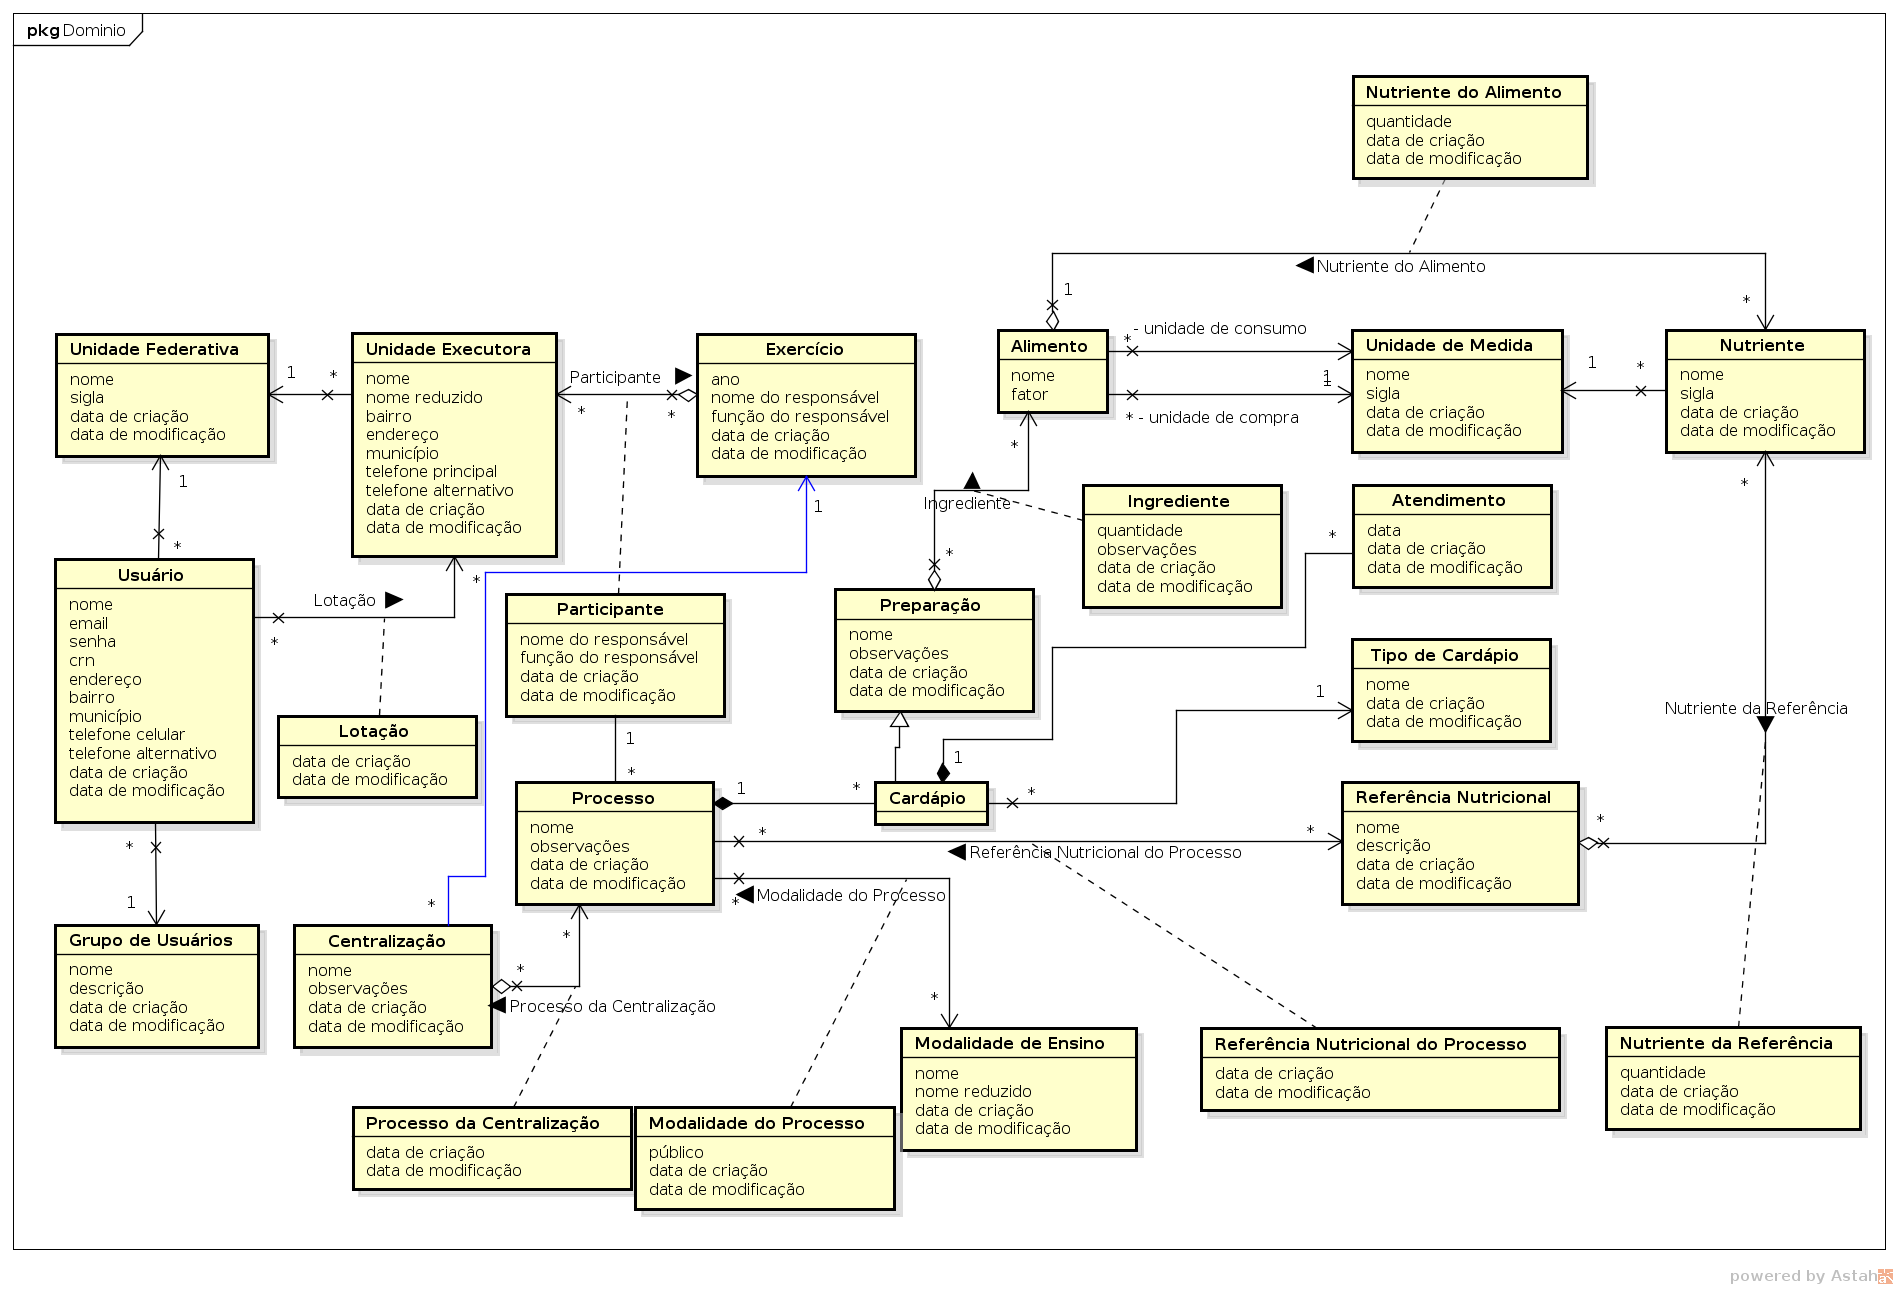 pkg Dominio
Nutriente do Alimento
quantidade
data de criação
data de modificação
Nutriente do Alimento
1
*
Unidade Federativa
nome
sigla
data de criação
data de modificação
1
*
Unidade Executora
nome
nome reduzido
bairro
endereço
município
telefone principal
telefone alternativo
data de criação
data de modificação
Participante
*
*
Exercício
ano
nome do responsável
função do responsável
data de criação
data de modificação
1
Alimento
nome
fator
* - unidade de consumo
1
1
* - unidade de compra
Unidade de Medida
nome
sigla
data de criação
data de modificação
1
*
Nutriente
nome
sigla
data de criação
data de modificação
*
*
Ingrediente
*
Ingrediente
quantidade
observações
data de criação
data de modificação
Atendimento
data
data de criação
data de modificação
*
1
*
Usuário
nome
email
senha
crn
endereço
bairro
município
telefone celular
telefone alternativo
data de criação
data de modificação
Lotação
*
*
Lotação
data de criação
data de modificação
Participante
nome do responsável
função do responsável
data de criação
data de modificação
1
*
Preparação
nome
observações
data de criação
data de modificação
Tipo de Cardápio
nome
data de criação
data de modificação
1
Nutriente da Referência
Processo
nome
observações
data de criação
data de modificação
1
*
Cardápio
1
*
Referência Nutricional
nome
descrição
data de criação
data de modificação
*
*
*
Referência Nutricional do Processo
*
Modalidade do Processo
*
*
1
Grupo de Usuários
nome
descrição
data de criação
data de modificação
*
Centralização
nome
observações
data de criação
data de modificação
*
*
Processo da Centralização
*
Modalidade de Ensino
nome
nome reduzido
data de criação
data de modificação
Referência Nutricional do Processo
data de criação
data de modificação
Nutriente da Referência
quantidade
data de criação
data de modificação
Processo da Centralização
data de criação
data de modificação
Modalidade do Processo
público
data de criação
data de modificação
powered by Astah